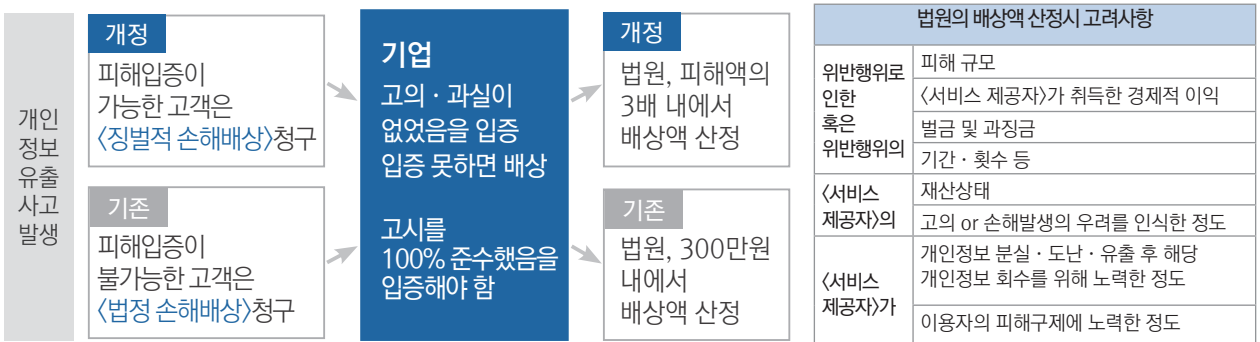 개인
정보
유출
사고
발생
개정
피해입증이
가능한 고객은
〈징벌적 손해배상〉청구
기존
피해입증이
불가능한 고객은
〈법정 손해배상〉청구
기업
고의 · 과실이
없었음을 입증
입증 못하면 배상
고시를
100% 준수했음을
입증해야 함
개정
법원, 피해액의
3배 내에서
배상액 산정
기존
법원, 300만원
내에서
배상액 산정
법원의 배상액 산정시 고려사항
위반행위로
인한
혹은
위반행위의
피해 규모
〈서비스 제공자〉가 취득한 경제적 이익
벌금 및 과징금
기간 · 횟수 등
〈서비스
제공자〉의
재산상태
고의 or 손해발생의 우려를 인식한 정도
〈서비스
제공자〉가
개인정보 분실 · 도난 · 유출 후 해당
개인정보 회수를 위해 노력한 정도
이용자의 피해구제에 노력한 정도